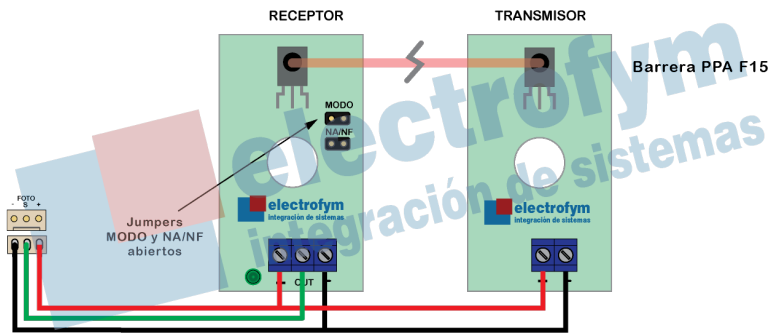 RECEPTOR
TRANSMISOR
Barrera PPA F15
MODO
NA/NF
electrofym
integración de sistemas
electrofym
integración de sistemas
electrofym
integración de sistemas
FOTO
- S +
Jumpers
MODO y NA/NF
abiertos
+ OUT -
+ -